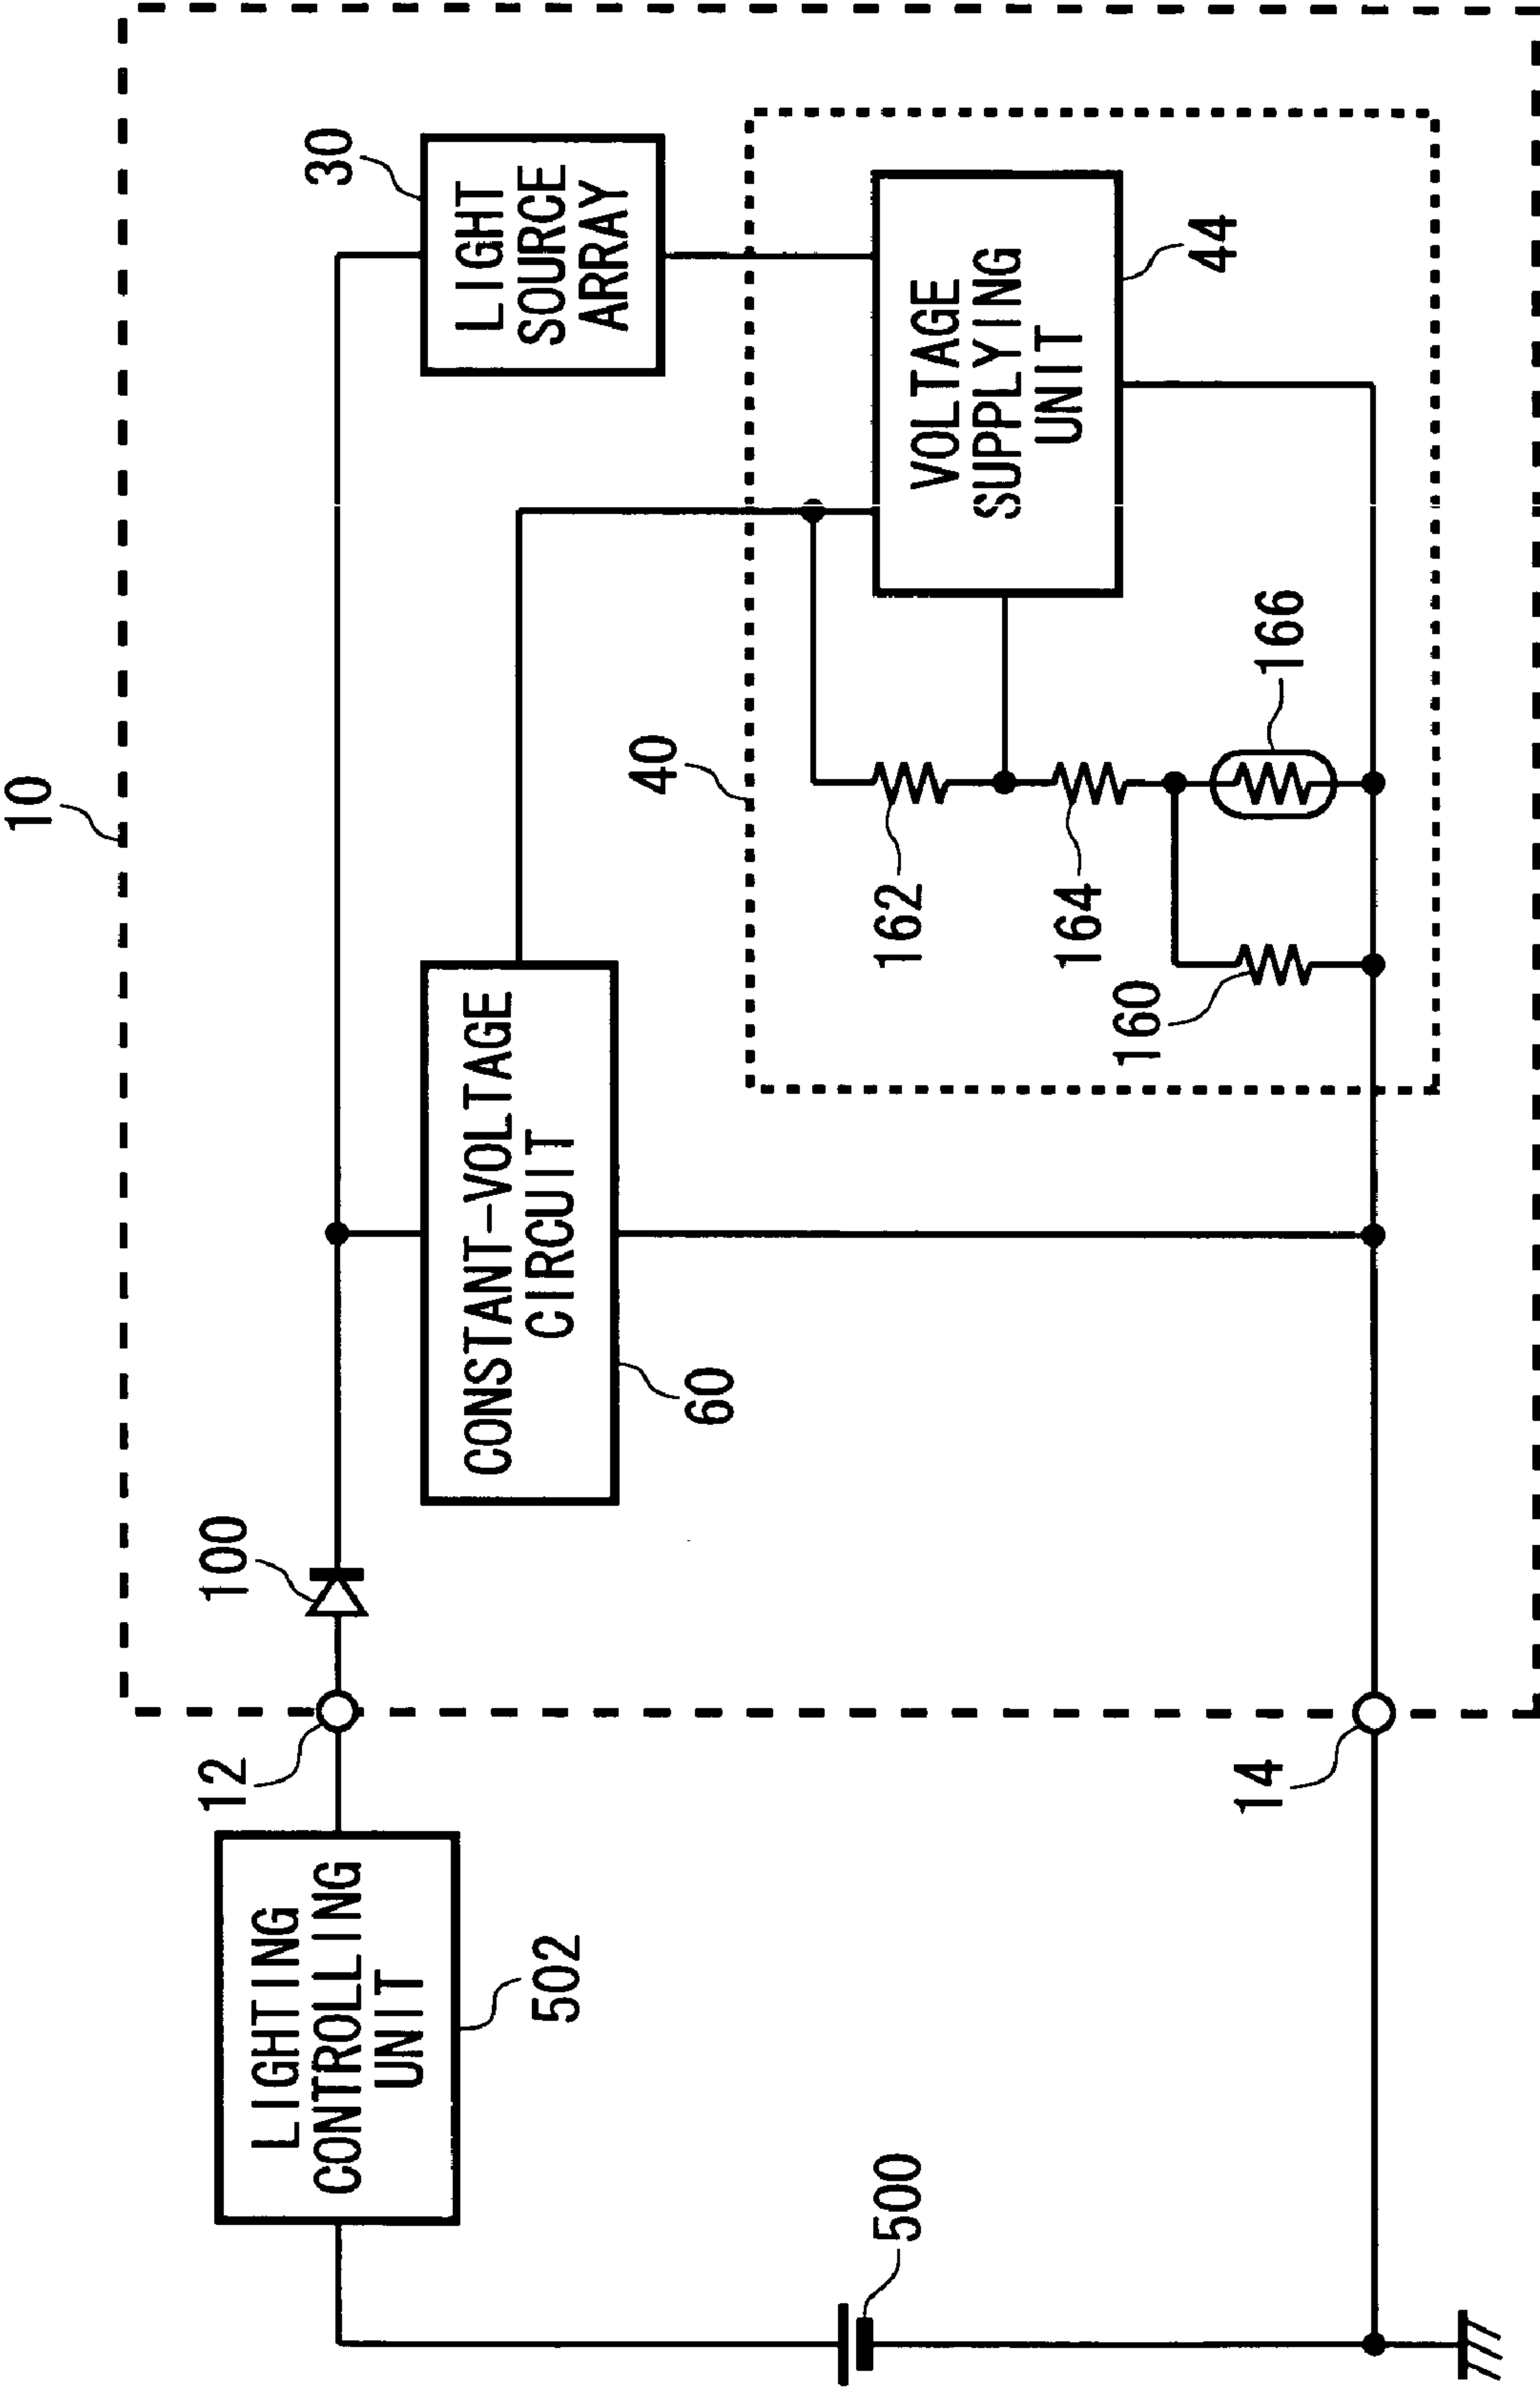 10
30
LIGHT
SOURCE
ARRAY
100
12
LIGHTING
CONTROLLING
UNIT
502
CONSTANT-VOLTAGE
CIRCUIT
60
40
VOLTAGE
SUPPLYING
UNIT
44
162
164
166
160
500
14